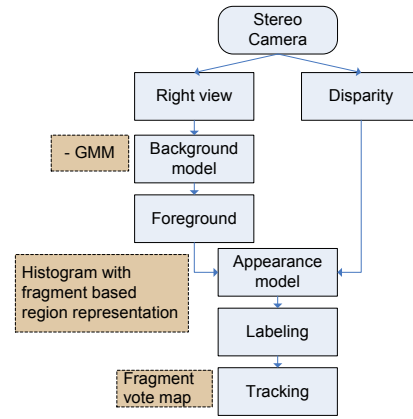 Stereo
Camera
Right view
Disparity
- GMM
Background
model
Foreground
Histogram with
fragment based
region representation
Appearance
model
Labeling
Fragment
vote map
Tracking